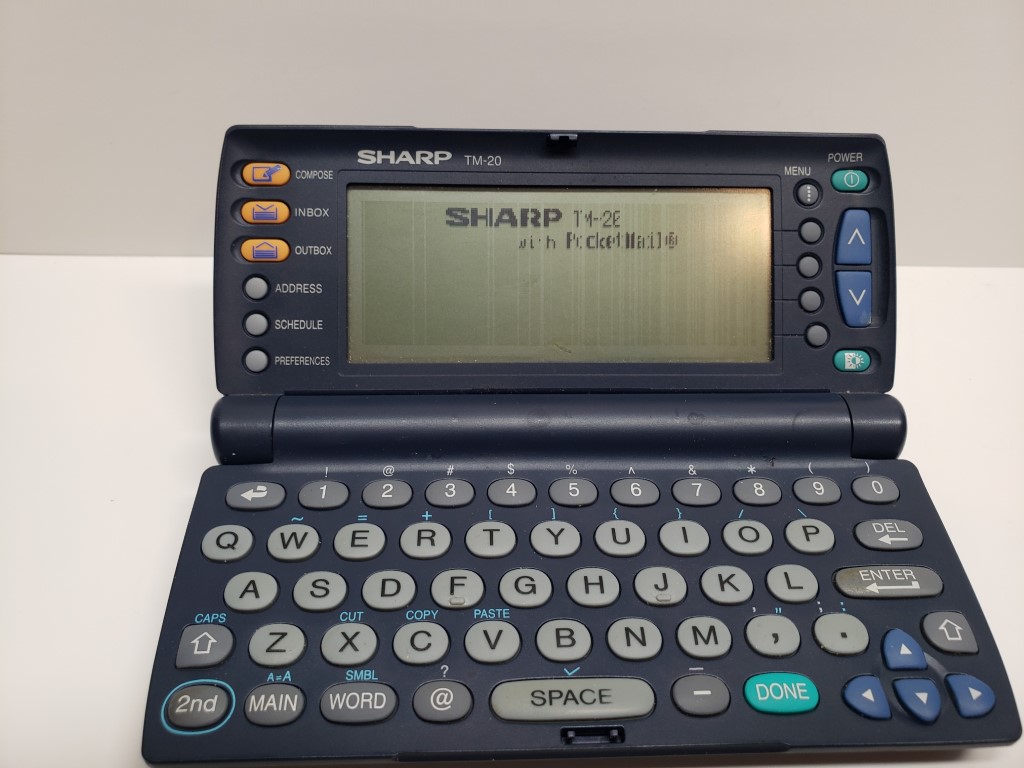 SHARP TM-20
POWER
MENU
COMPOSE
INBOX
OUTBOX
ADDRESS
SCHEDULE
PREFERENCES
SHARP TM-20
with PocketMail®
! @ # $ % ^ & * ( )
1 2 3 4 5 6 7 8 9 0
~ = + [ ] { } / \
Q W E R T Y U I O P DEL
A S D F G H J K L ENTER
CAPS CUT COPY PASTE ' " ; :
Z X C V B N M , .
A≠A SMBL ? –
2nd MAIN WORD @ SPACE - DONE